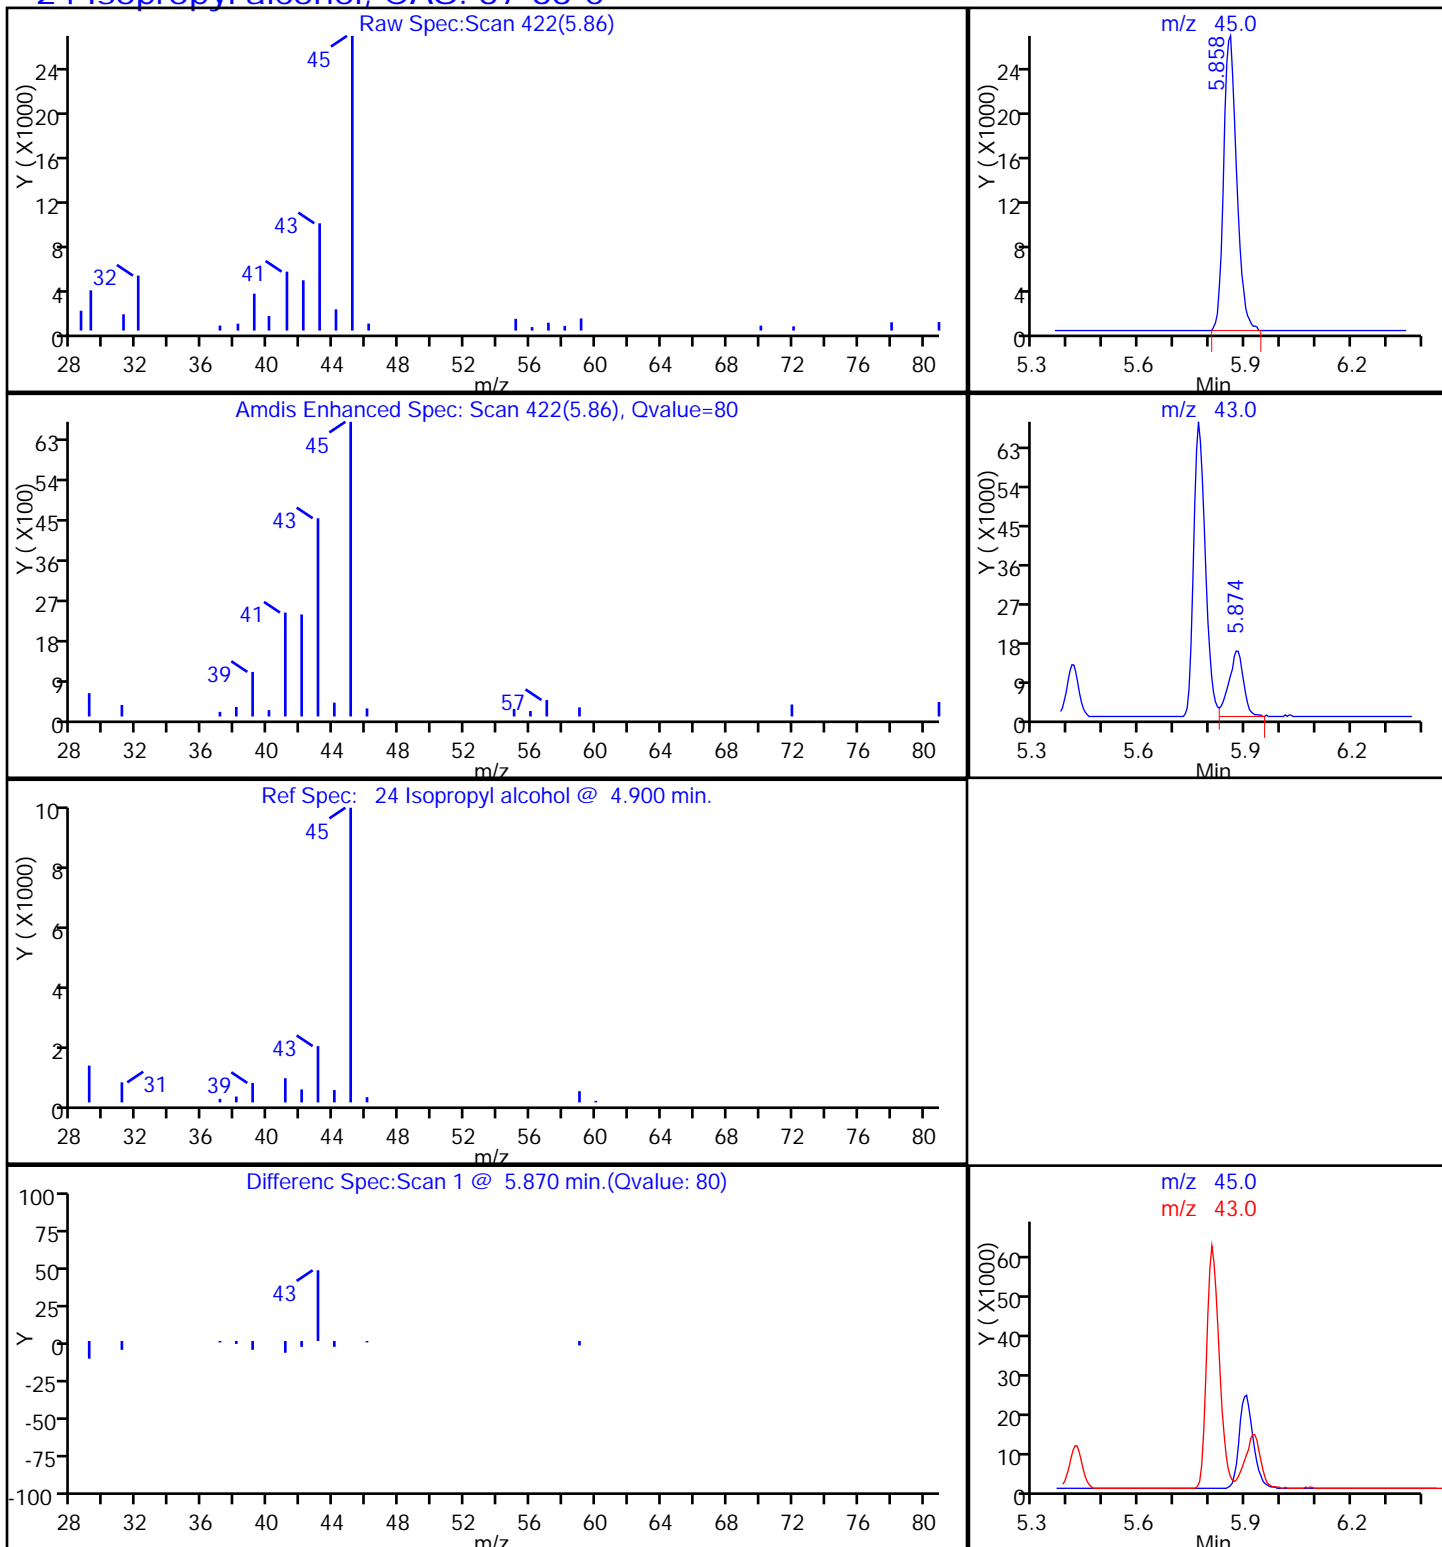 24 Isopropyl alcohol, CAS: 67-63-0
Raw Spec:Scan 422(5.86)
Y ( X1000)
24
20
16
12
8
4
0
45
43
41
32
28 32 36 40 44 48 52 56 60 64 68 72 76 80
m/z
m/z 45.0
Y ( X1000)
24
20
16
12
8
4
0
5.858
5.3 5.6 5.9 6.2
Min
Amdis Enhanced Spec: Scan 422(5.86), Qvalue=80
Y ( X100)
63
54
45
36
27
18
9
0
45
43
41
39
57
28 32 36 40 44 48 52 56 60 64 68 72 76 80
m/z
m/z 43.0
Y ( X1000)
63
54
45
36
27
18
9
0
5.874
5.3 5.6 5.9 6.2
Min
Ref Spec: 24 Isopropyl alcohol @ 4.900 min.
Y ( X1000)
10
8
6
4
2
0
45
43
31
39
28 32 36 40 44 48 52 56 60 64 68 72 76 80
m/z
Differenc Spec:Scan 1 @ 5.870 min.(Qvalue: 80)
Y
100
75
50
25
0
-25
-50
-75
-100
43
28 32 36 40 44 48 52 56 60 64 68 72 76 80
m/z
m/z 45.0
m/z 43.0
Y ( X1000)
60
50
40
30
20
10
0
5.3 5.6 5.9 6.2
Min